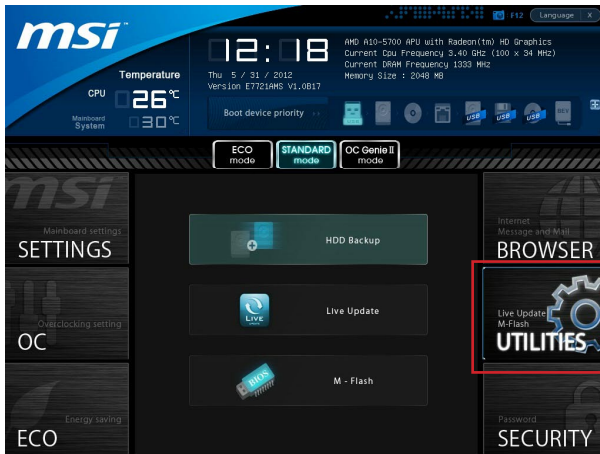 msi
F12
Language X
12:18
AMD A10-5700 APU with Radeon(tm) HD Graphics
Current Cpu Frequency 3.40 GHz (100 x 34 MHz)
Current DRAM Frequency 1333 MHz
Memory Size : 2048 MB
Thu 5 / 31 / 2012
Version E7721AMS V1.0B17
Temperature
CPU 26°C
Mainboard
System 30°C
Boot device priority
USB USB USB DEV
ECO
mode
STANDARD
mode
OC Genie II
mode
msi
Mainboard settings
SETTINGS
Overclocking setting
OC
Energy saving
ECO
HDD Backup
LIVE
UPDATE
Live Update
BIOS
M - Flash
Internet
Message and Mail
BROWSER
Live Update
M-Flash
UTILITIES
Password
SECURITY